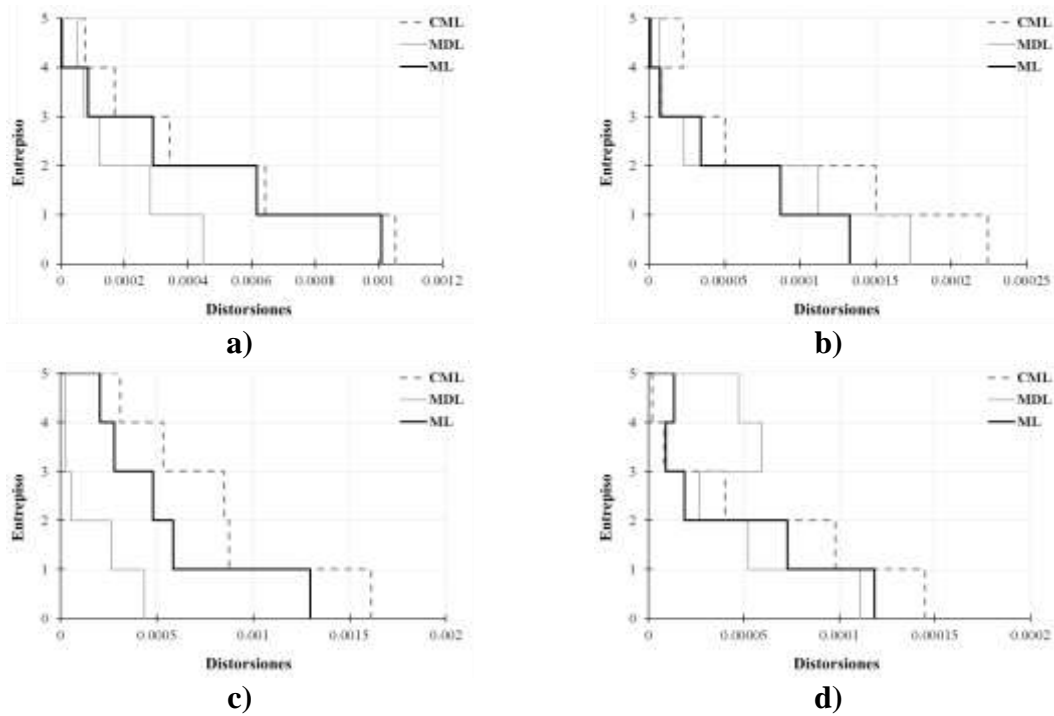 5
4
3
2
1
0
Entrepiso
CML
MDL
ML
0 0.0002 0.0004 0.0006 0.0008 0.001 0.0012
Distorsiones
a)
5
4
3
2
1
0
Entrepiso
CML
MDL
ML
0 0.00005 0.0001 0.00015 0.0002 0.00025
Distorsiones
b)
5
4
3
2
1
0
Entrepiso
CML
MDL
ML
0 0.0005 0.001 0.0015 0.002
Distorsiones
c)
5
4
3
2
1
0
Entrepiso
CML
MDL
ML
0 0.00005 0.0001 0.00015 0.0002
Distorsiones
d)